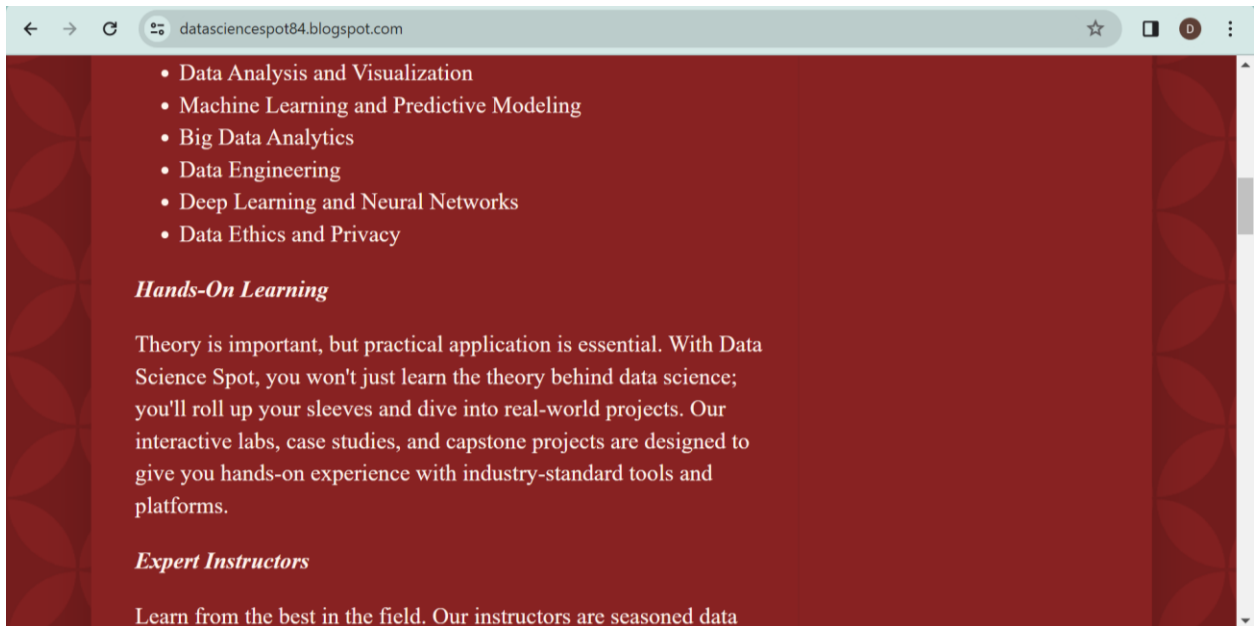 datasciencespot84.blogspot.com
D
• Data Analysis and Visualization
• Machine Learning and Predictive Modeling
• Big Data Analytics
• Data Engineering
• Deep Learning and Neural Networks
• Data Ethics and Privacy
Hands-On Learning
Theory is important, but practical application is essential. With Data
Science Spot, you won't just learn the theory behind data science;
you'll roll up your sleeves and dive into real-world projects. Our
interactive labs, case studies, and capstone projects are designed to
give you hands-on experience with industry-standard tools and
platforms.
Expert Instructors
Learn from the best in the field. Our instructors are seasoned data